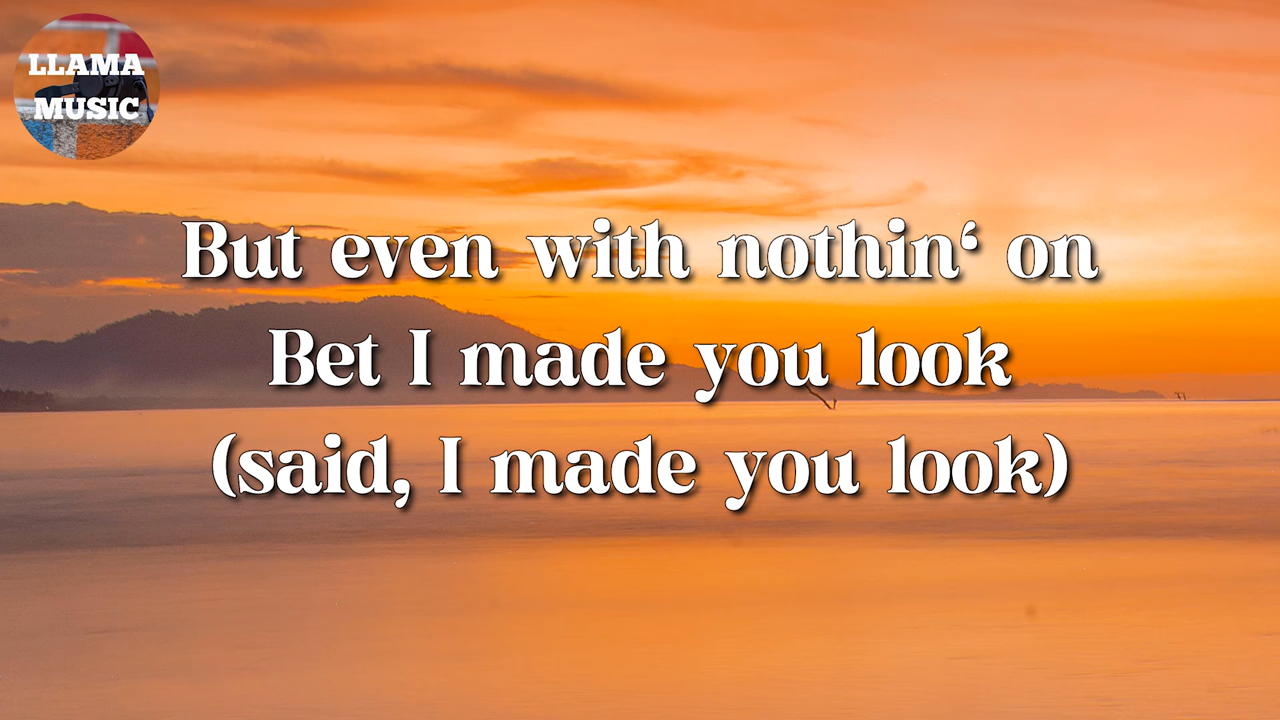 LLAMA
MUSIC
But even with nothin‘ on
Bet I made you look
(said, I made you look)